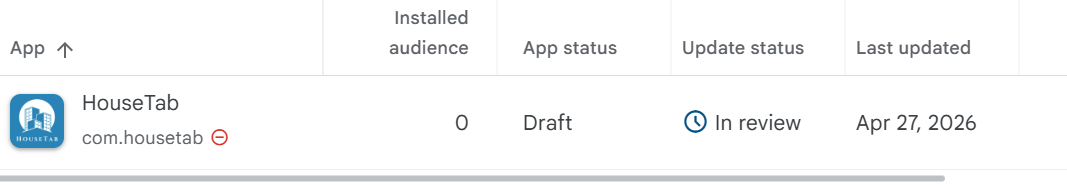 App ↑
Installed
audience
App status
Update status
Last updated
HouseTab
com.housetab
HOUSETAB
0
Draft
In review
Apr 27, 2026